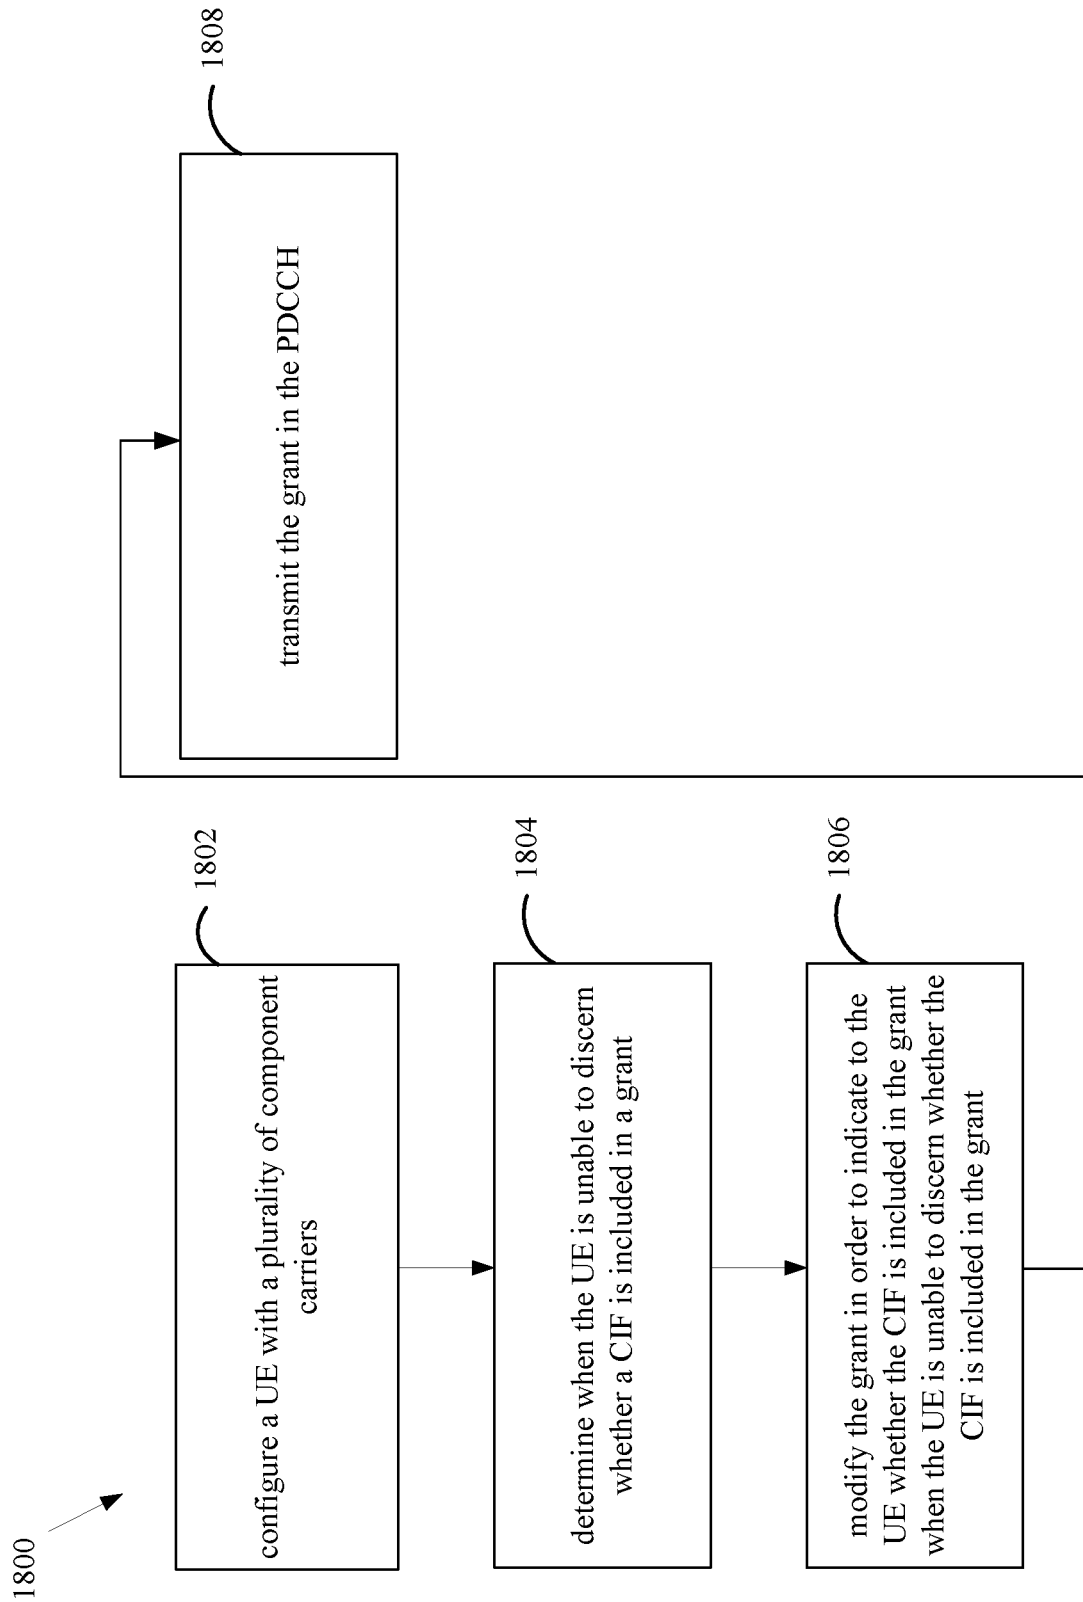 1800
1802
configure a UE with a plurality of component
carriers
1804
determine when the UE is unable to discern
whether a CIF is included in a grant
1806
modify the grant in order to indicate to the
UE whether the CIF is included in the grant
when the UE is unable to discern whether the
CIF is included in the grant
1808
transmit the grant in the PDCCH